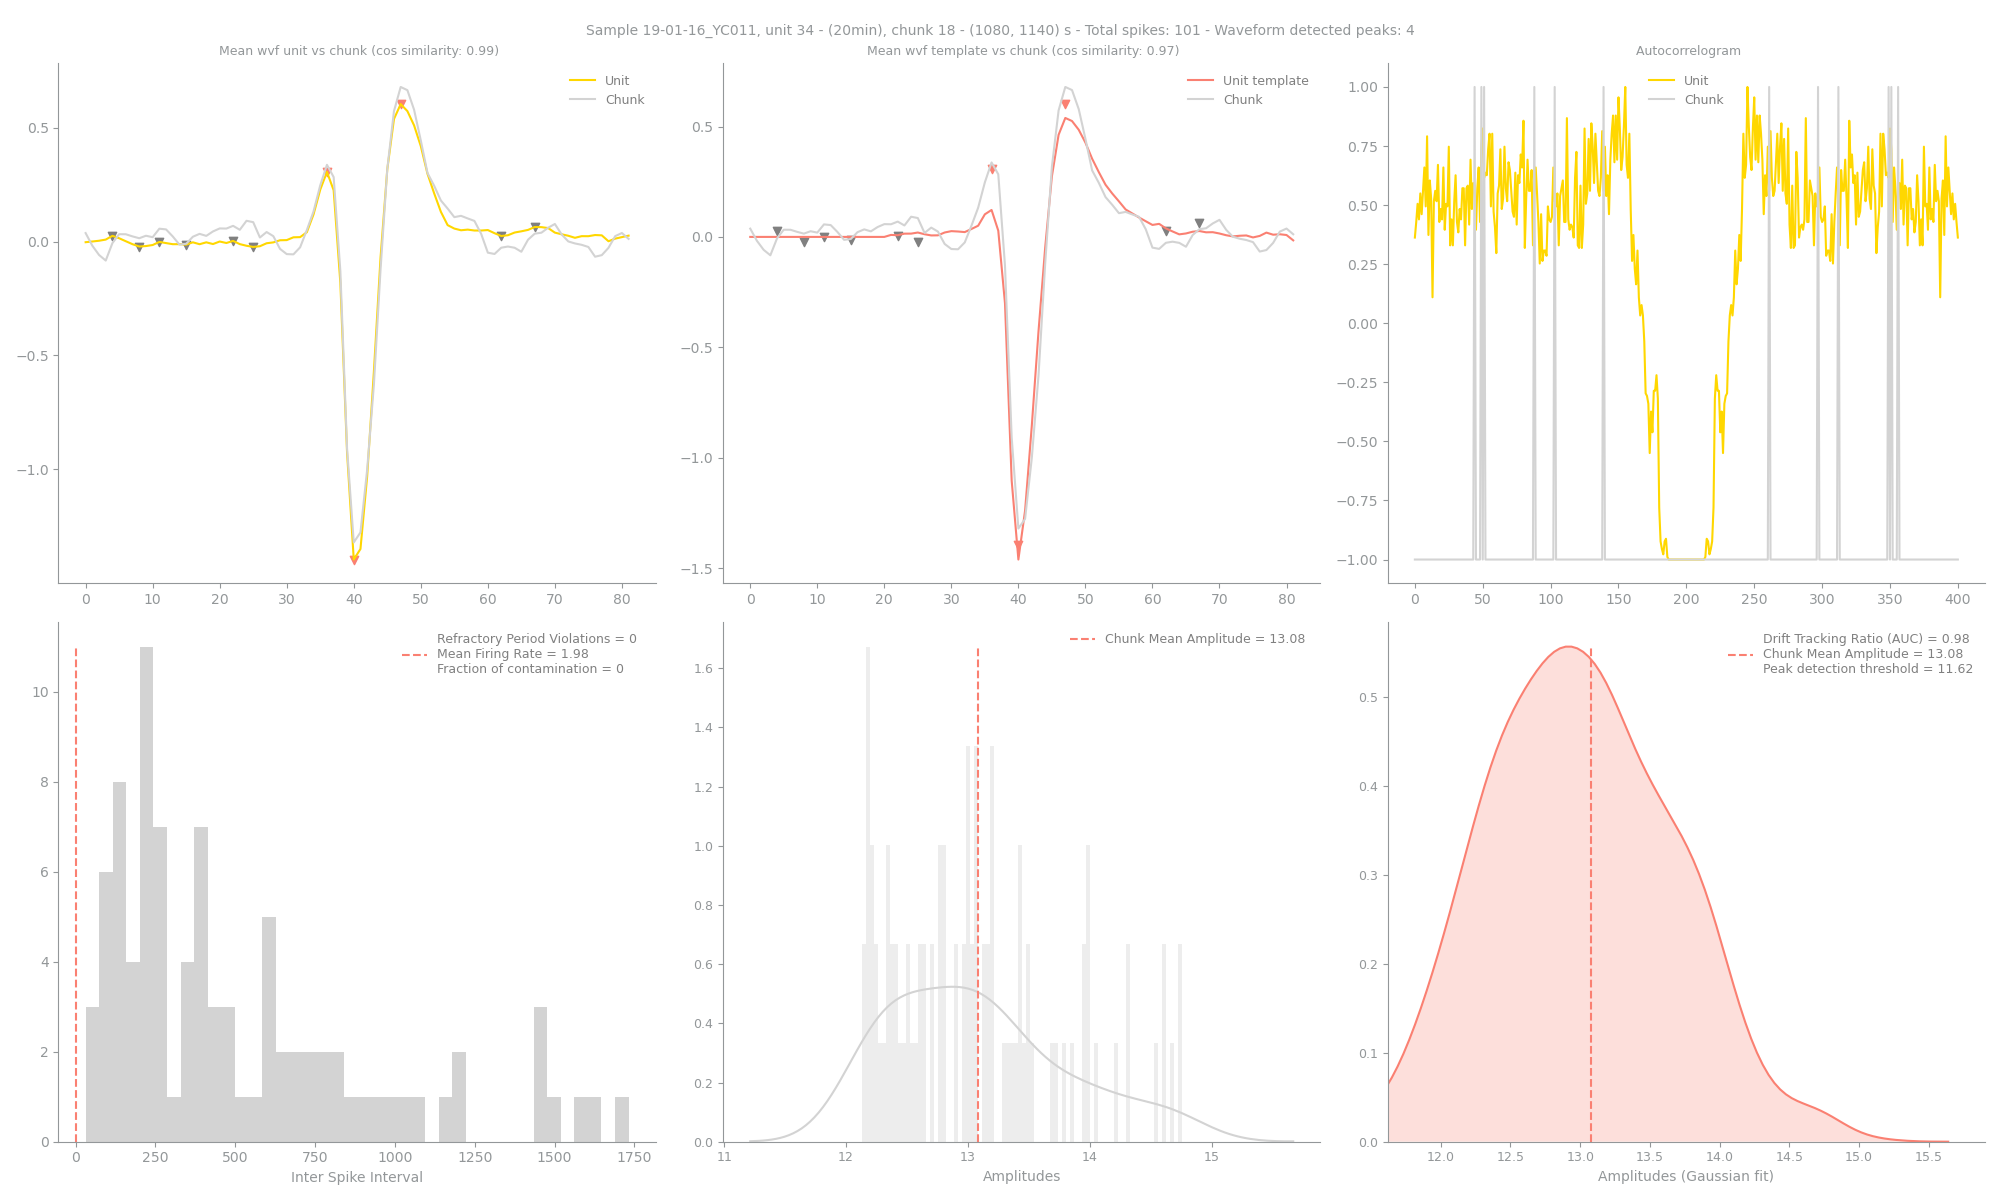 Sample 19-01-16_YC011, unit 34 - (20min), chunk 18 - (1080, 1140) s - Total spikes: 101 - Waveform detected peaks: 4
Mean wvf unit vs chunk (cos similarity: 0.99)
Unit
Chunk
0.5
0.0
−0.5
−1.0
0 10 20 30 40 50 60 70 80
Mean wvf template vs chunk (cos similarity: 0.97)
Unit template
Chunk
0.5
0.0
−0.5
−1.0
−1.5
0 10 20 30 40 50 60 70 80
Autocorrelogram
Unit
Chunk
1.00
0.75
0.50
0.25
0.00
−0.25
−0.50
−0.75
−1.00
0 50 100 150 200 250 300 350 400
Refractory Period Violations = 0
Mean Firing Rate = 1.98
Fraction of contamination = 0
10
8
6
4
2
0
0 250 500 750 1000 1250 1500 1750
Inter Spike Interval
Chunk Mean Amplitude = 13.08
1.6
1.4
1.2
1.0
0.8
0.6
0.4
0.2
0.0
11 12 13 14 15
Amplitudes
Drift Tracking Ratio (AUC) = 0.98
Chunk Mean Amplitude = 13.08
Peak detection threshold = 11.62
0.5
0.4
0.3
0.2
0.1
0.0
12.0 12.5 13.0 13.5 14.0 14.5 15.0 15.5
Amplitudes (Gaussian fit)